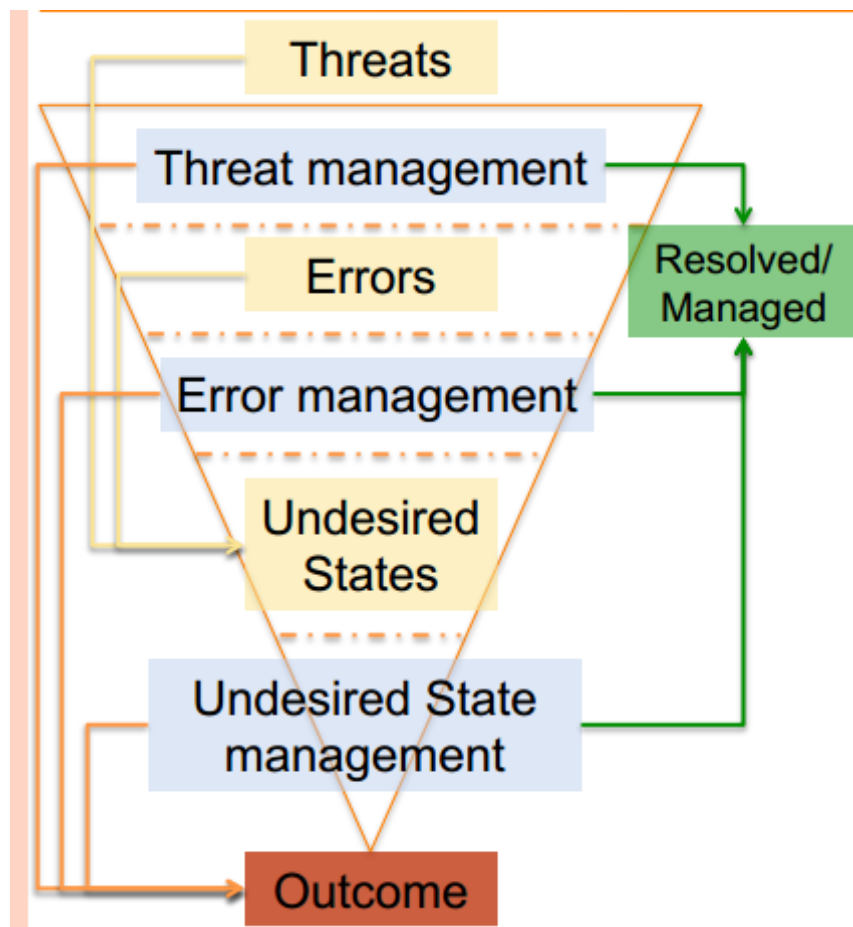 Threats
Threat management
Resolved/
Managed
Errors
Error management
Undesired
States
Undesired State
management
Outcome